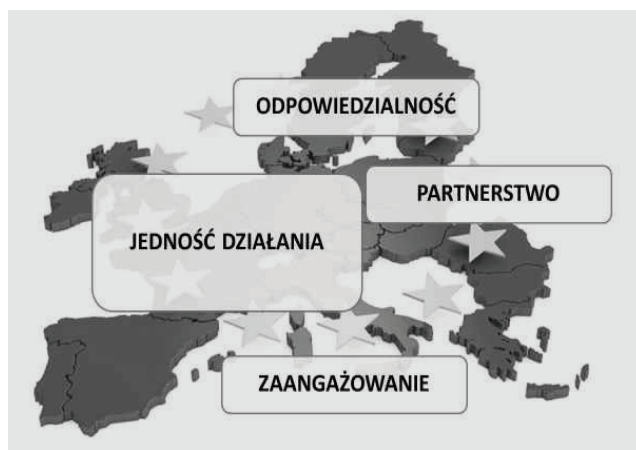 ODPOWIEDZIALNOŚĆ
PARTNERSTWO
JEDNOŚĆ DZIAŁANIA
ZAANGAŻOWANIE